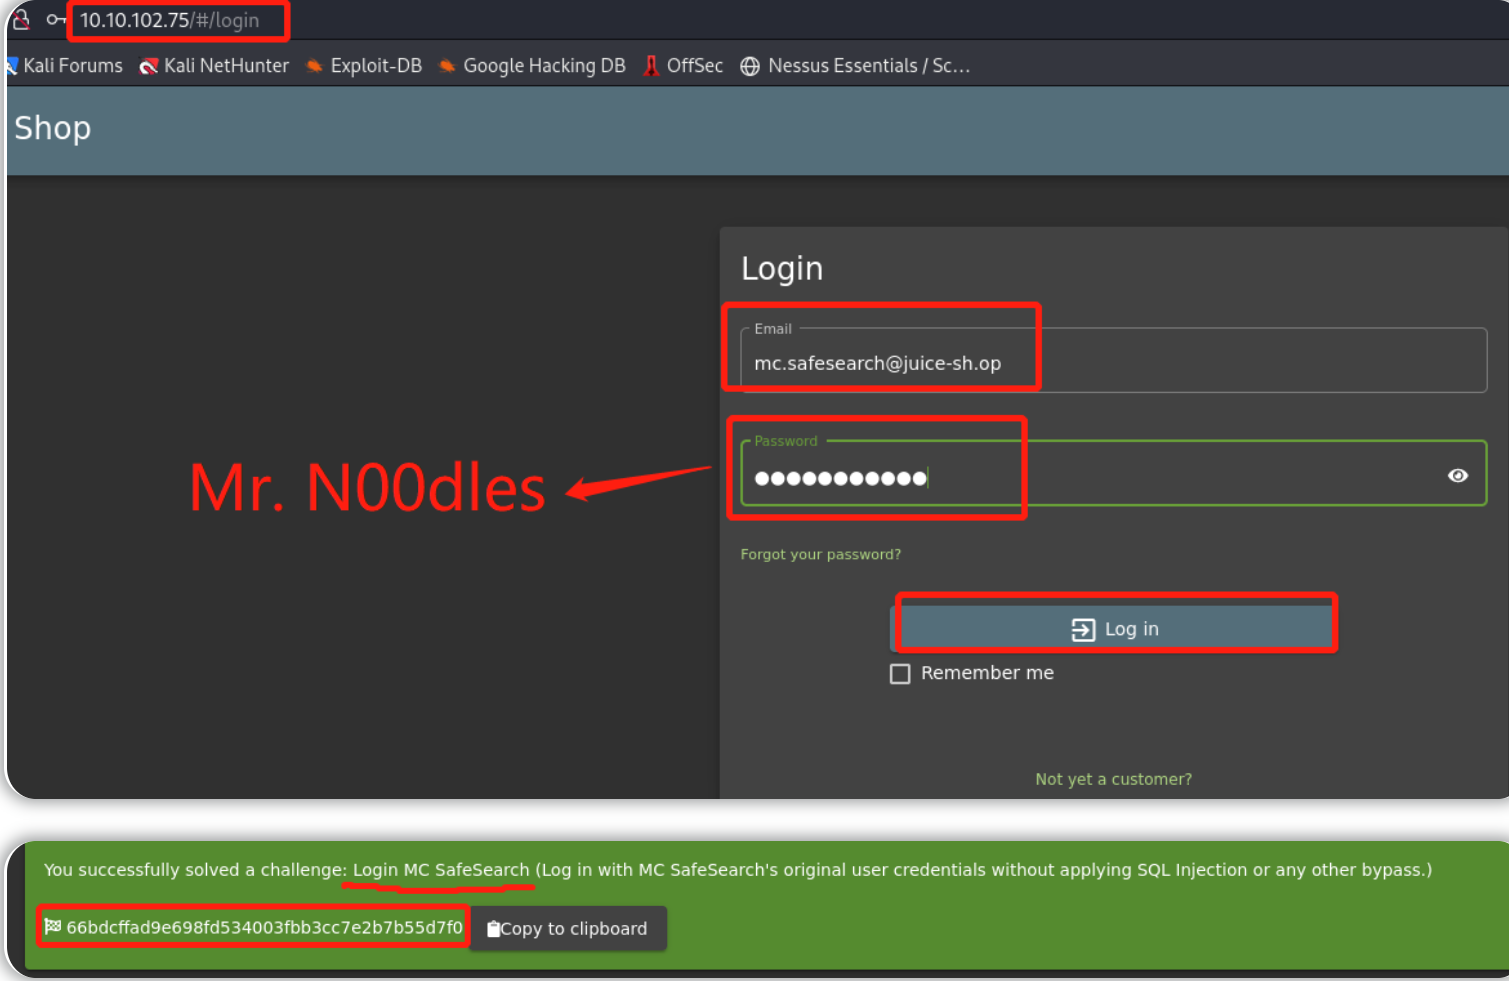 10.10.102.75/#/login
Kali Forums Kali NetHunter Exploit-DB Google Hacking DB OffSec Nessus Essentials / Sc...
Shop
Login
Email
mc.safesearch@juice-sh.op
Password
Mr. N00dles
Forgot your password?
Log in
Remember me
Not yet a customer?
You successfully solved a challenge: Login MC SafeSearch (Log in with MC SafeSearch's original user credentials without applying SQL Injection or any other bypass.)
66bdcffad9e698fd534003fbb3cc7e2b7b55d7f0 Copy to clipboard